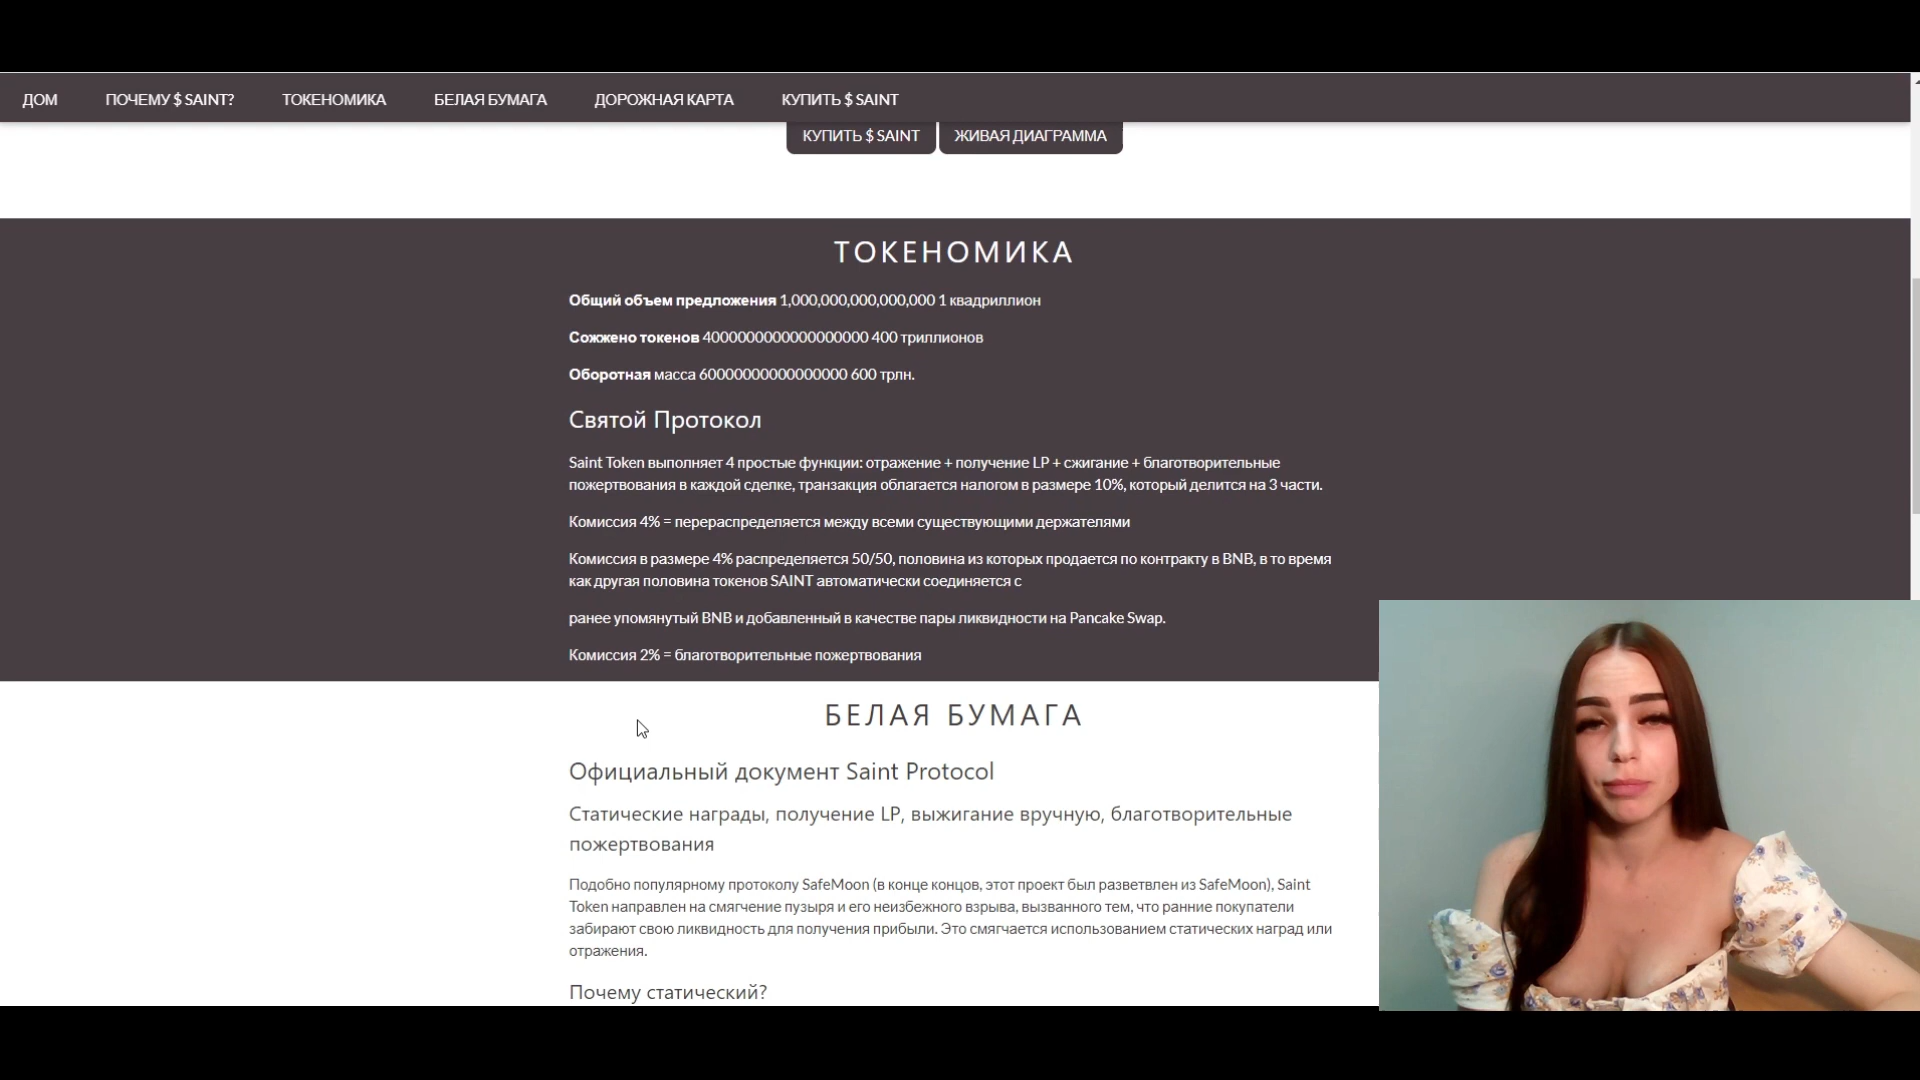 ДОМ ПОЧЕМУ $ SAINT? ТОКЕНОМИКА БЕЛАЯ БУМАГА ДОРОЖНАЯ КАРТА КУПИТЬ $ SAINT
КУПИТЬ $ SAINT ЖИВАЯ ДИАГРАММА
ТОКЕНОМИКА
Общий объем предложения 1,000,000,000,000,000 1 квадриллион
Сожжено токенов 4000000000000000000 400 триллионов
Оборотная масса 60000000000000000 600 трлн.
Святой Протокол
Saint Token выполняет 4 простые функции: отражение + получение LP + сжигание + благотворительные
пожертвования в каждой сделке, транзакция облагается налогом в размере 10%, который делится на 3 части.
Комиссия 4% = перераспределяется между всеми существующими держателями
Комиссия в размере 4% распределяется 50/50, половина из которых продается по контракту в BNB, в то время
как другая половина токенов SAINT автоматически соединяется с
ранее упомянутый BNB и добавленный в качестве пары ликвидности на Pancake Swap.
Комиссия 2% = благотворительные пожертвования
БЕЛАЯ БУМАГА
Официальный документ Saint Protocol
Статические награды, получение LP, выжигание вручную, благотворительные
пожертвования
Подобно популярному протоколу SafeMoon (в конце концов, этот проект был разветвлен из SafeMoon), Saint
Token направлен на смягчение пузыря и его неизбежного взрыва, вызванного тем, что ранние покупатели
забирают свою ликвидность для получения прибыли. Это смягчается использованием статических наград или
отражения.
Почему статический?